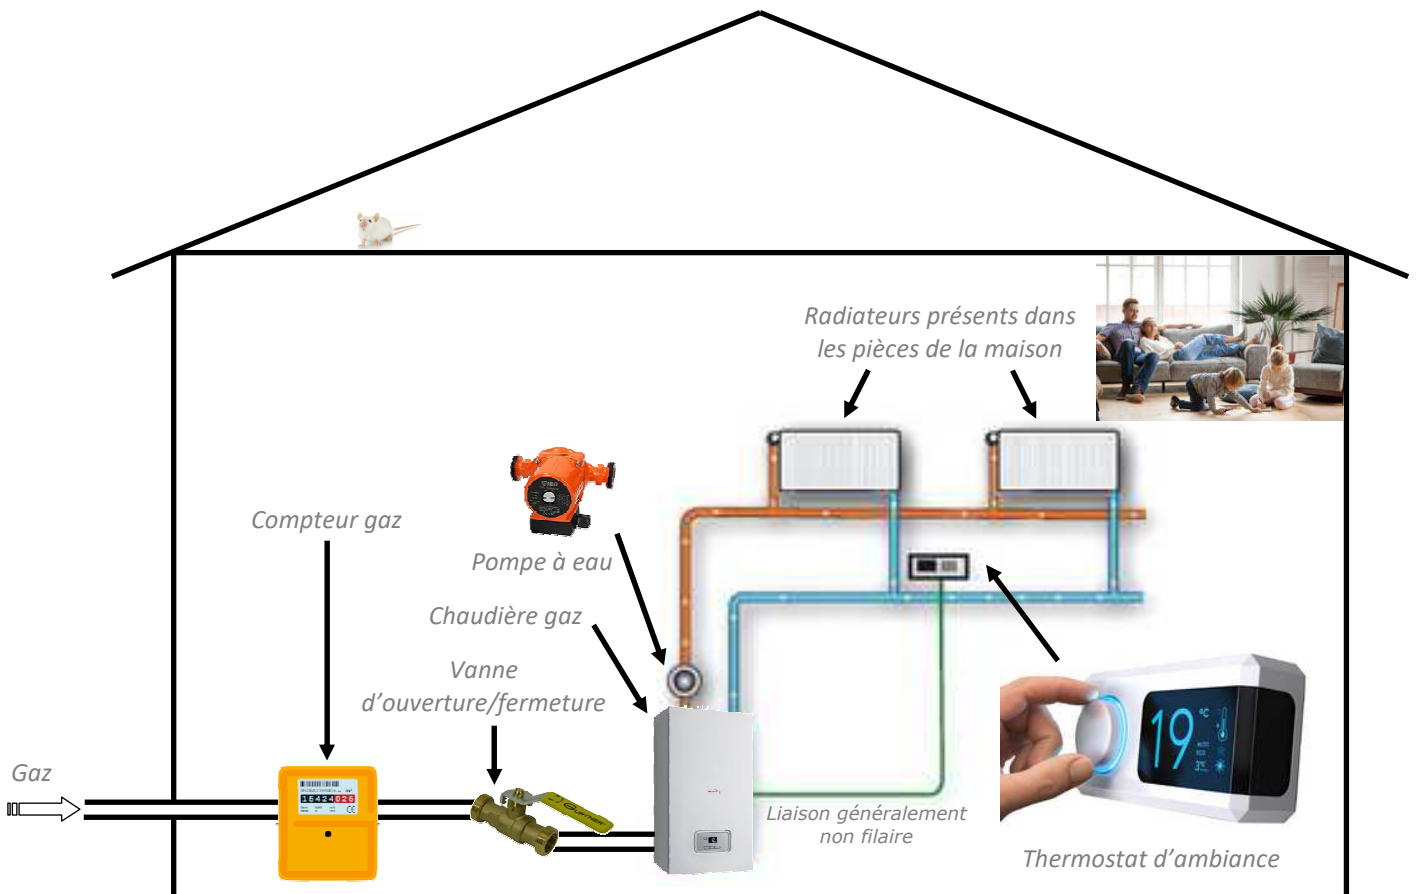 Radiateurs présents dans
les pièces de la maison
Compteur gaz
Pompe à eau
Chaudière gaz
Vanne
d’ouverture/fermeture
Gaz
16424026
19
°C
Liaison généralement
non filaire
Thermostat d’ambiance